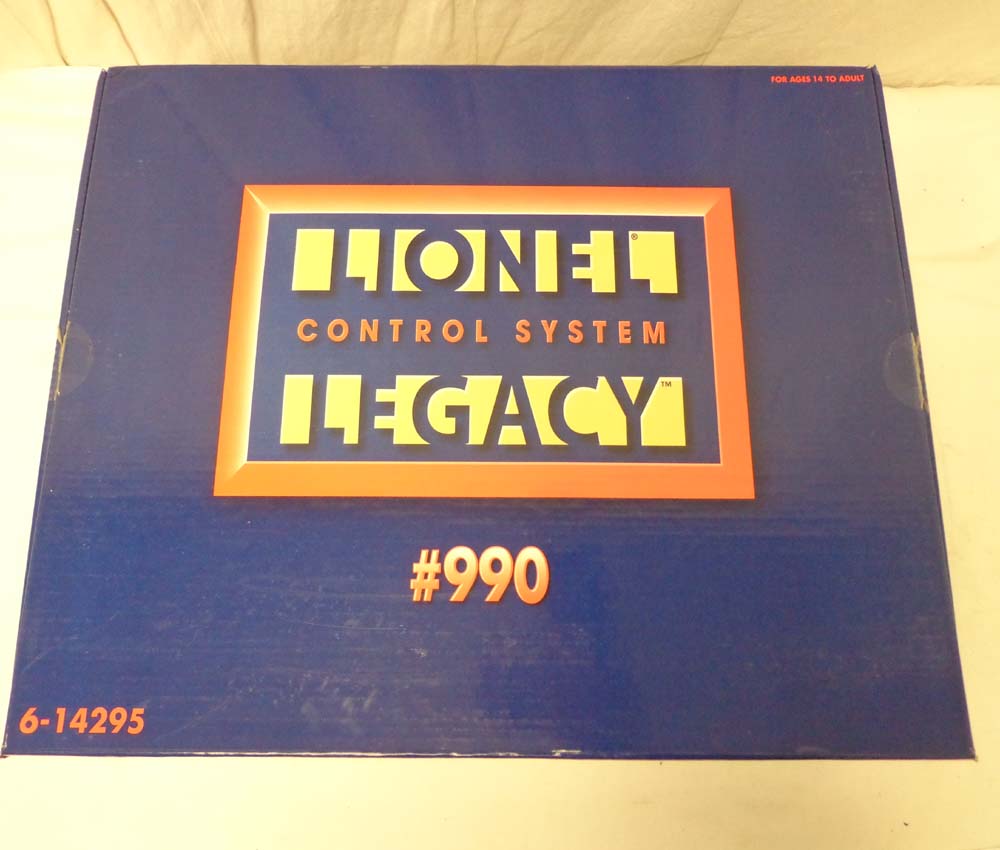 FOR AGES 14 TO ADULT
LIONEL®
CONTROL SYSTEM
LEGACY™
#990
6-14295